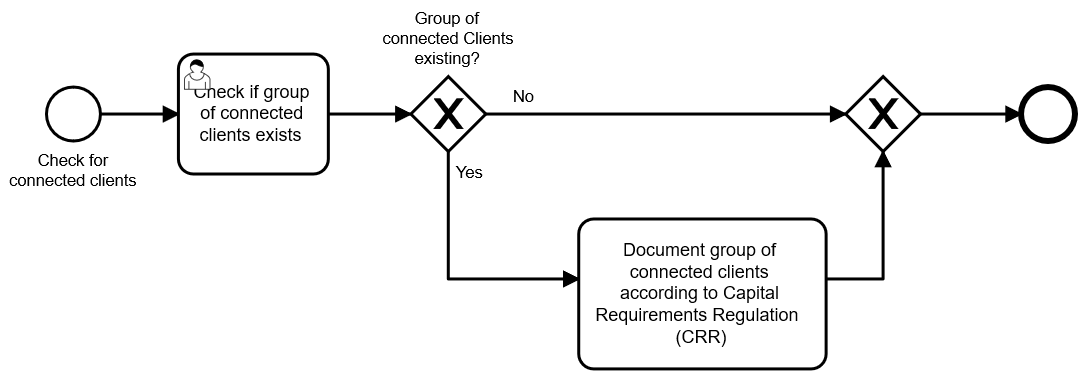 Group of
connected Clients
existing?
Check if group
of connected
clients exists
No
Check for
connected clients
Yes
Document group of
connected clients
according to Capital
Requirements Regulation
(CRR)